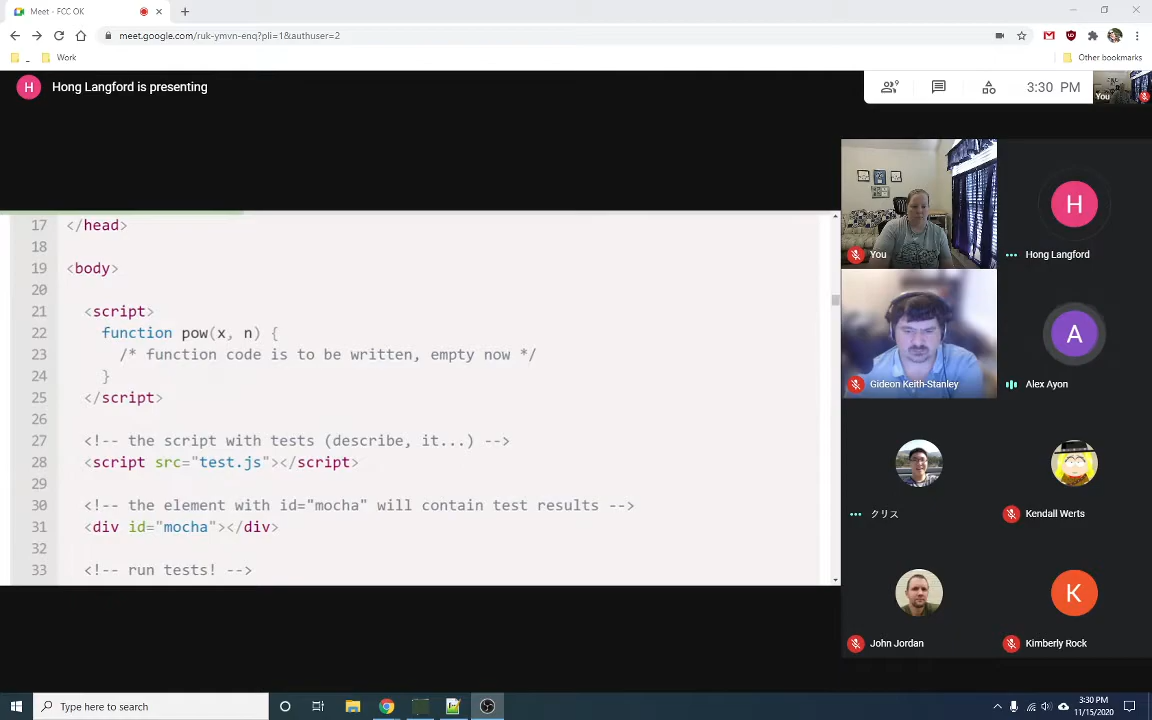 Meet - FCC OK
meet.google.com/ruk-ymvn-enq?pli=1&authuser=2
_
Work
Other bookmarks
H
Hong Langford is presenting
3:30 PM
You
17 </head>
18
19 <body>
20
21 <script>
22 function pow(x, n) {
23 /* function code is to be written, empty now */
24 }
25 </script>
26
27 <!-- the script with tests (describe, it...) -->
28 <script src="test.js"></script>
29
30 <!-- the element with id="mocha" will contain test results -->
31 <div id="mocha"></div>
32
33 <!-- run tests! -->
You
H
Hong Langford
Gideon Keith-Stanley
A
Alex Ayon
クリス
Kendall Werts
John Jordan
K
Kimberly Rock
Type here to search
3:30 PM
11/15/2020